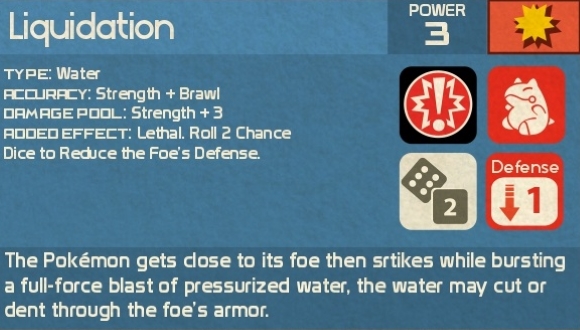 Liquidation
POWER
3
TYPE: Water
ACCURACY: Strength + Brawl
DAMAGE POOL: Strength + 3
ADDED EFFECT: Lethal. Roll 2 Chance
Dice to Reduce the Foe's Defense.
2
Defense
1
The Pokémon gets close to its foe then srtikes while bursting
a full-force blast of pressurized water, the water may cut or
dent through the foe's armor.